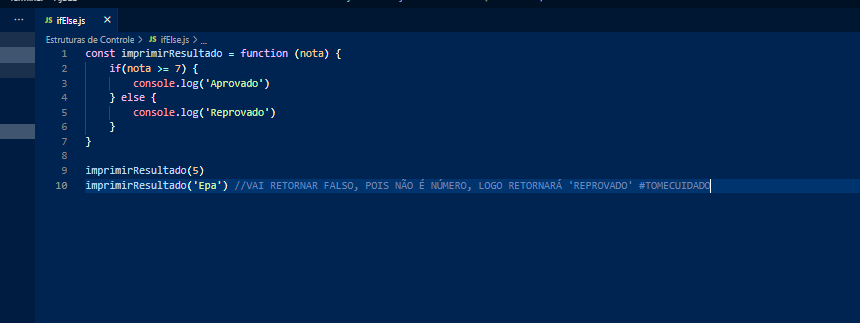 ... JS ifElse.js ×
Estruturas de Controle > JS ifElse.js > ...
1 const imprimirResultado = function (nota) {
2 if(nota >= 7) {
3 console.log('Aprovado')
4 } else {
5 console.log('Reprovado')
6 }
7 }
8
9 imprimirResultado(5)
10 imprimirResultado('Epa') //VAI RETORNAR FALSO, POIS NÃO É NÚMERO, LOGO RETORNARÁ 'REPROVADO' #TOMECUIDADO